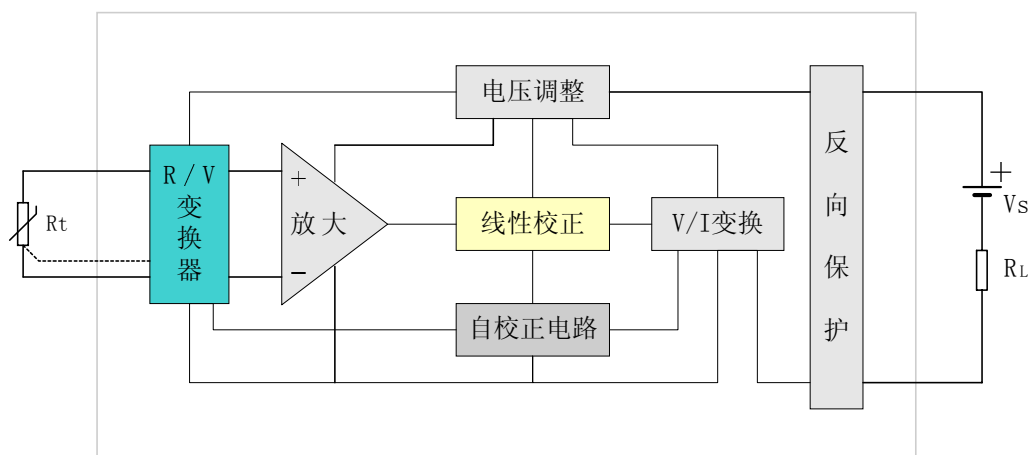 电压调整
R/V
变
换
器
+
放大
−
线性校正
V/I变换
自校正电路
反
向
保
护
Rt
+
Vs
RL